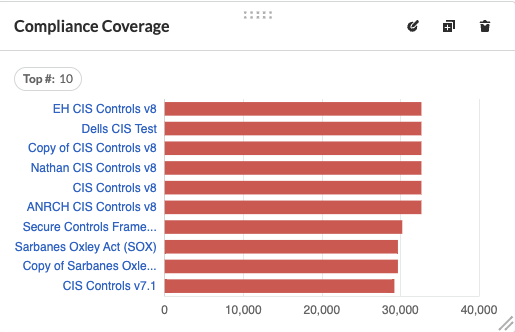 Compliance Coverage
Top #: 10
EH CIS Controls v8
Dells CIS Test
Copy of CIS Controls v8
Nathan CIS Controls v8
CIS Controls v8
ANRCH CIS Controls v8
Secure Controls Frame...
Sarbanes Oxley Act (SOX)
Copy of Sarbanes Oxle...
CIS Controls v7.1
0 10,000 20,000 30,000 40,000